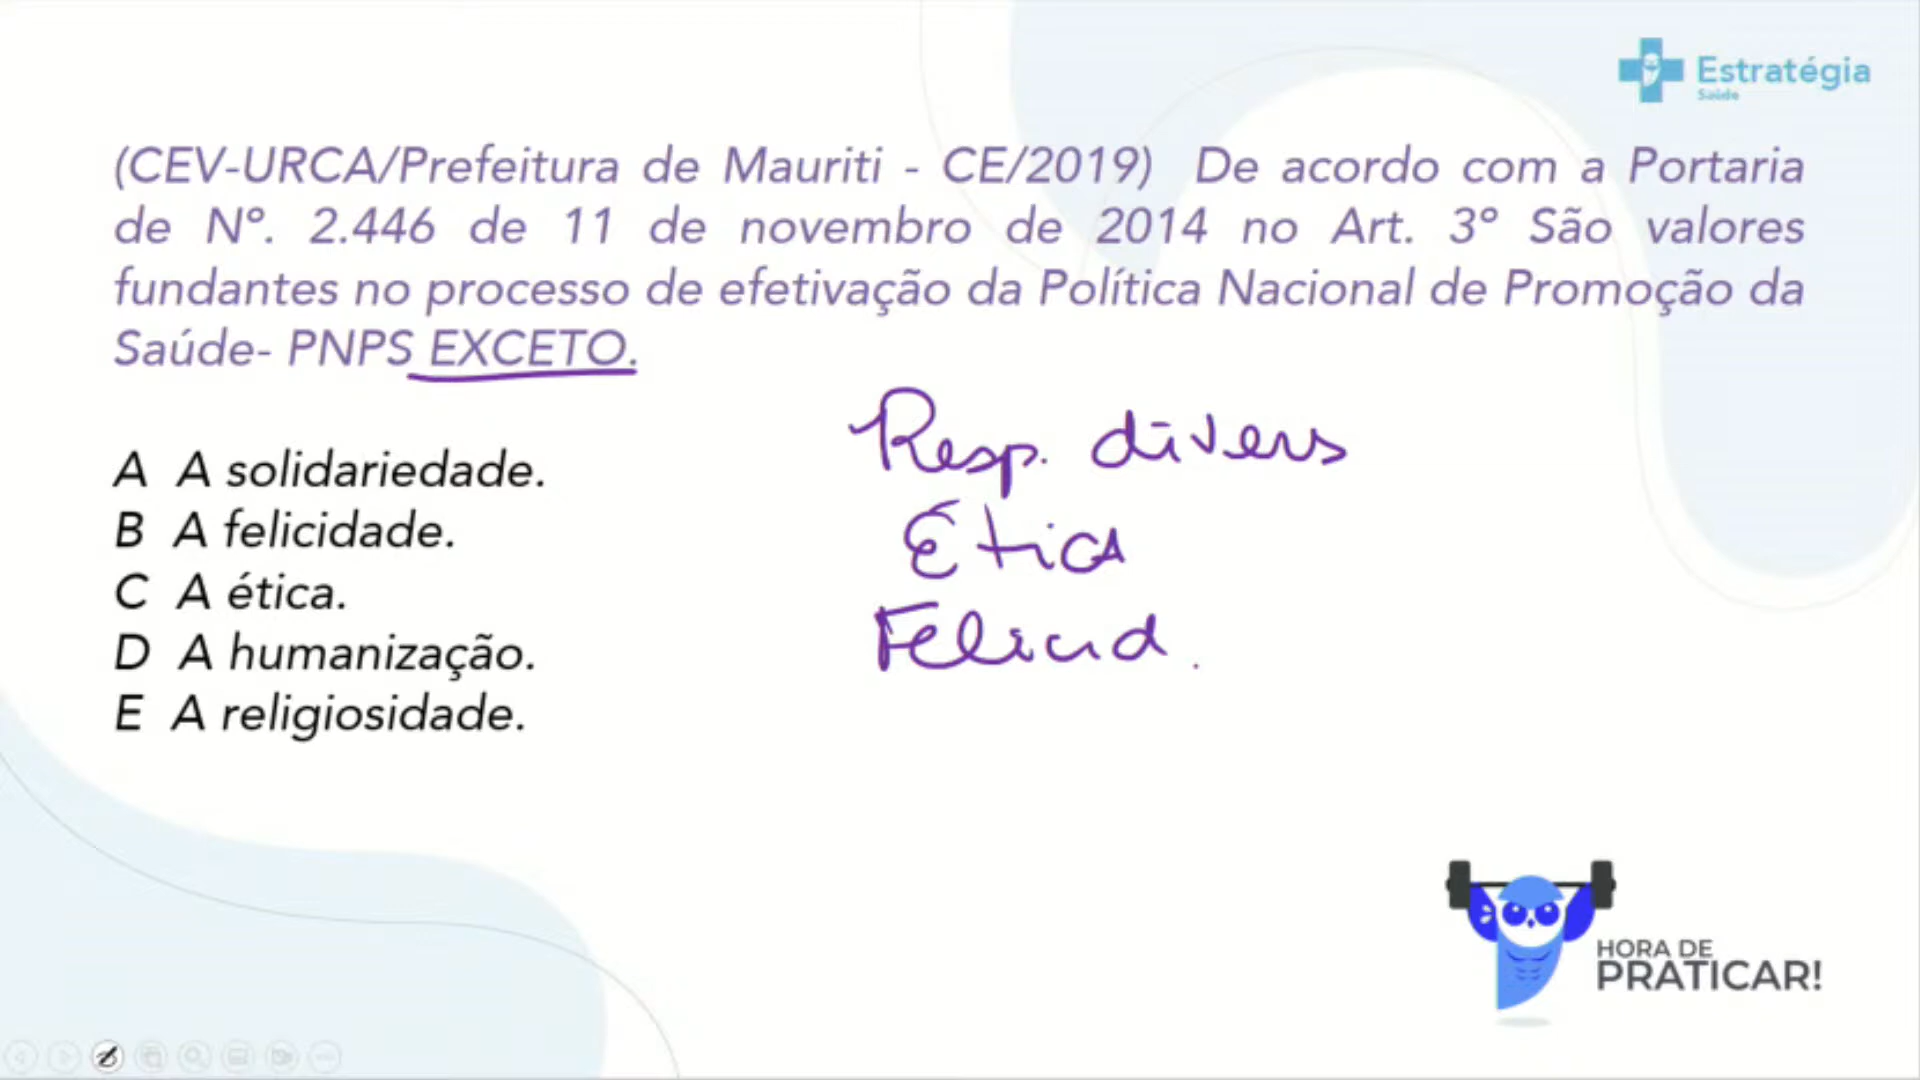 Estratégia
Saúde
(CEV-URCA/Prefeitura de Mauriti - CE/2019) De acordo com a Portaria
de Nº. 2.446 de 11 de novembro de 2014 no Art. 3º São valores
fundantes no processo de efetivação da Política Nacional de Promoção da
Saúde- PNPS EXCETO.
A A solidariedade.
B A felicidade.
C A ética.
D A humanização.
E A religiosidade.
Resp. divers
Ética
Felicid.
HORA DE
PRATICAR!